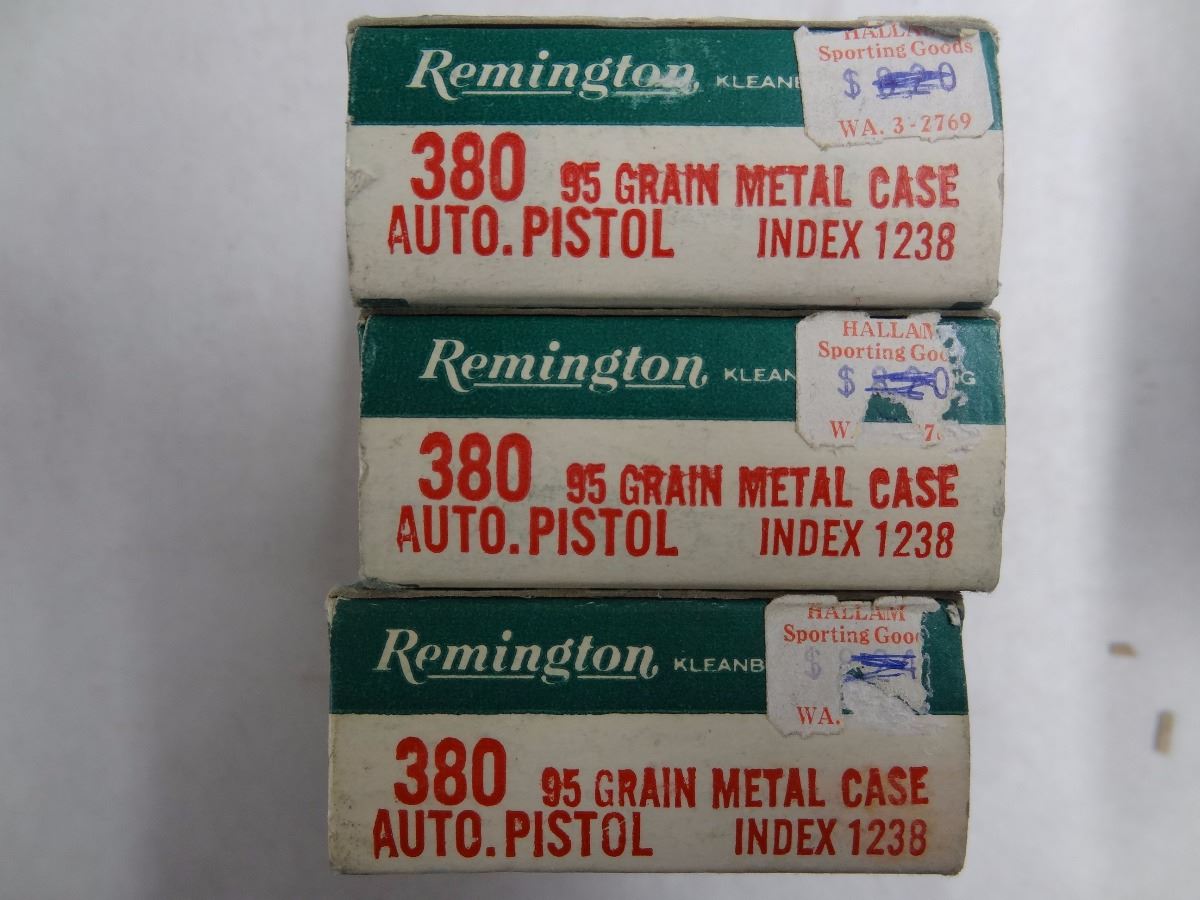 Remington KLEANB
HALLAM
Sporting Goods
$
WA. 3-2769
380 95 GRAIN METAL CASE
AUTO. PISTOL INDEX 1238
Remington KLEAN G
HALLAM
Sporting Goo
$
W 7
380 95 GRAIN METAL CASE
AUTO. PISTOL INDEX 1238
Remington KLEANB
HALLAM
Sporting Good
$
WA.
380 95 GRAIN METAL CASE
AUTO. PISTOL INDEX 1238